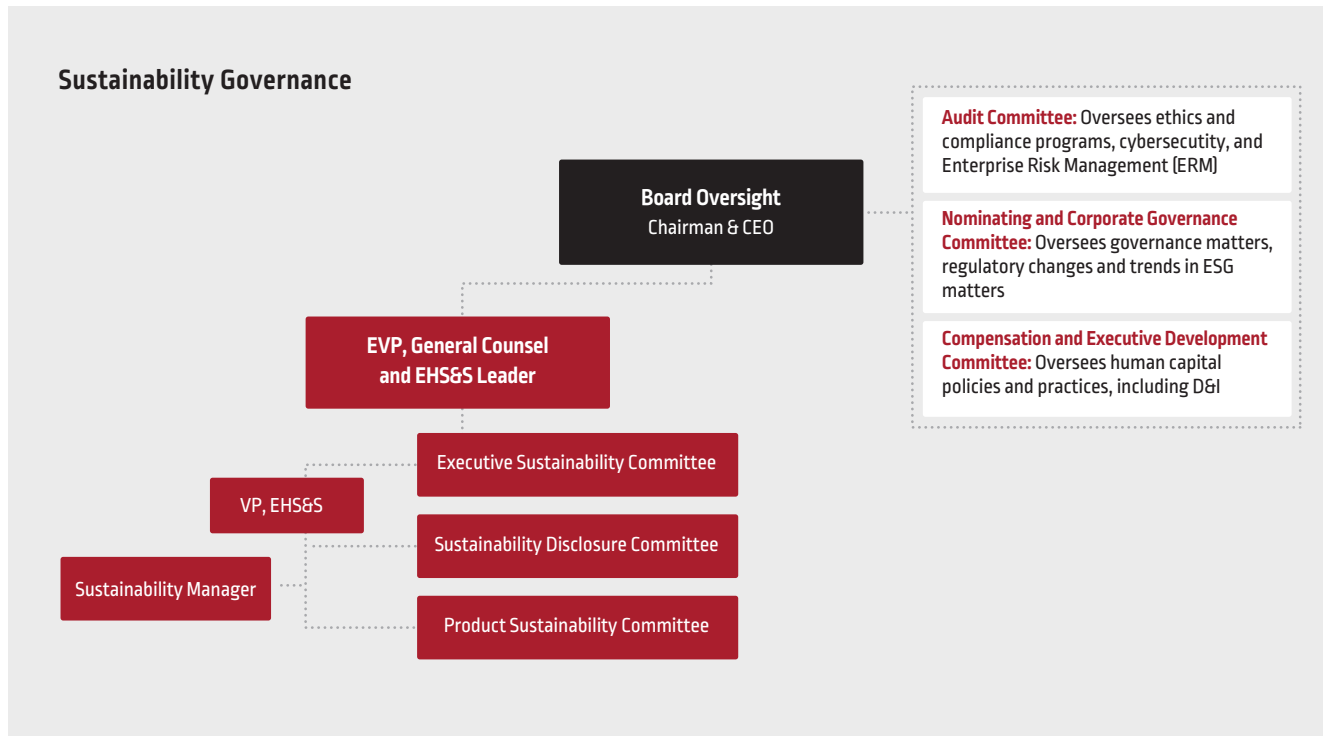 Sustainability Governance
Board Oversight
Chairman & CEO
Audit Committee: Oversees ethics and
compliance programs, cybersecutity, and
Enterprise Risk Management (ERM)
Nominating and Corporate Governance
Committee: Oversees governance matters,
regulatory changes and trends in ESG
matters
Compensation and Executive Development
Committee: Oversees human capital
policies and practices, including D&I
EVP, General Counsel
and EHS&S Leader
Executive Sustainability Committee
VP, EHS&S
Sustainability Disclosure Committee
Sustainability Manager
Product Sustainability Committee